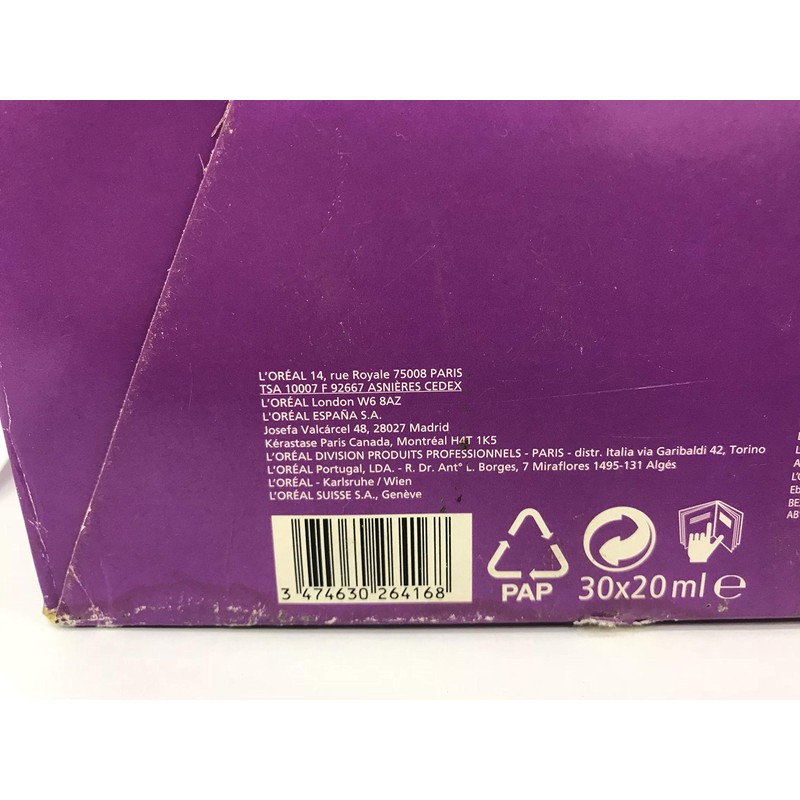 L'ORÉAL 14, rue Royale 75008 PARIS
TSA 10007 F 92667 ASNIÈRES CEDEX
L'ORÉAL London W6 8AZ
L'ORÉAL ESPAÑA S.A.
Josefa Valcárcel 48, 28027 Madrid
Kérastase Paris Canada, Montréal H4T 1K5
L'ORÉAL DIVISION PRODUITS PROFESSIONNELS - PARIS - distr. Italia via Garibaldi 42, Torino
L'ORÉAL Portugal, LDA. - R. Dr. Antº L. Borges, 7 Miraflores 1495-131 Algés
L'ORÉAL - Karlsruhe / Wien
L'ORÉAL SUISSE S.A., Genève
3 474630 264168
PAP
30x20 ml e